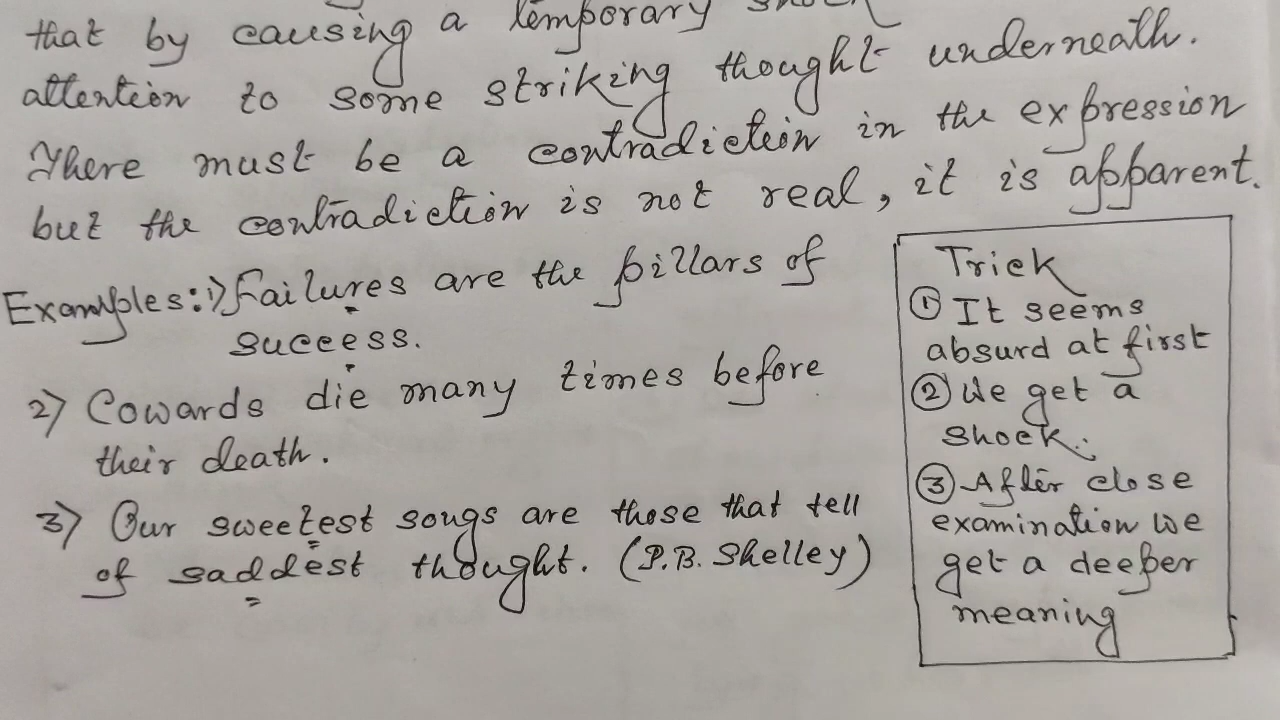 that by causing a temporary
attention to some striking thought underneath.
There must be a contradiction in the expression
but the contradiction is not real, it is apparent.
Examples: 1) Failures are the pillars of
success.
2) Cowards die many times before
their death.
3) Our sweetest songs are those that tell
of saddest thought. (P.B. Shelley)
Trick
① It seems
absurd at first
② We get a
shock.
③ After close
examination we
get a deeper
meaning